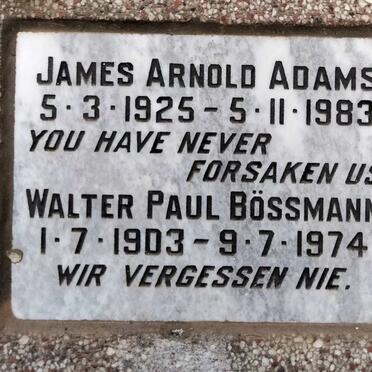 JAMES ARNOLD ADAMS
5·3·1925 – 5·11·1983
YOU HAVE NEVER
FORSAKEN US
WALTER PAUL BÖSSMANN
1·7·1903 – 9·7·1974
WIR VERGESSEN NIE.